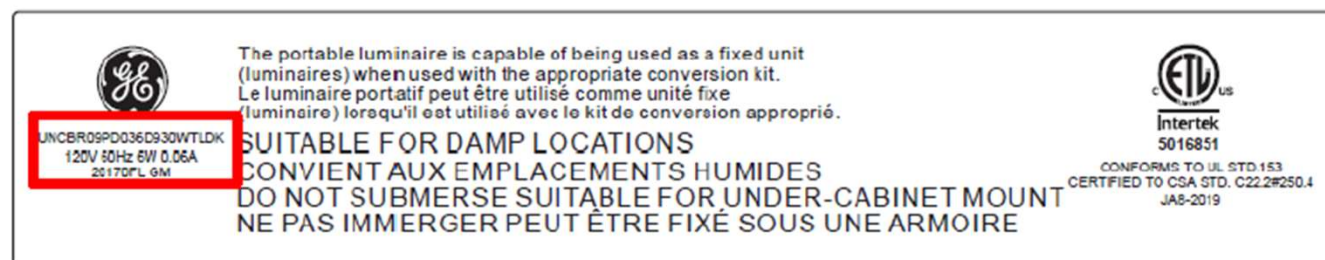 GE
The portable luminaire is capable of being used as a fixed unit
(luminaires) when used with the appropriate conversion kit.
Le luminaire portatif peut être utilisé comme unité fixe
(luminaire) lorsqu'il est utilisé avec le kit de conversion approprié.
UNCBR09PD036D930WTLDK
120V 60Hz 6W 0.06A
SUITABLE FOR DAMP LOCATIONS
CONVIENT AUX EMPLACEMENTS HUMIDES
DO NOT SUBMERSE SUITABLE FOR UNDER-CABINET MOUNT
NE PAS IMMERGER PEUT ÊTRE FIXÉ SOUS UNE ARMOIRE
C ETL US
LISTED
Intertek
5016851
CONFORMS TO UL STD.153
CERTIFIED TO CSA STD. C22.2#250.4
JA8-2019